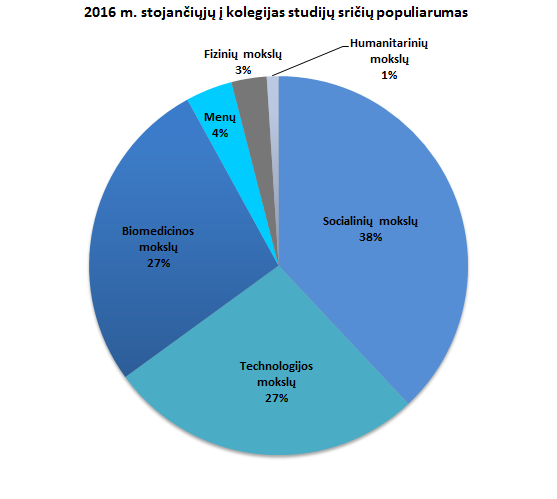 2016 m. stojančiųjų į kolegijas studijų sričių populiarumas
Humanitarinių
mokslų
1%
Fizinių mokslų
3%
Menų
4%
Socialinių mokslų
38%
Biomedicinos
mokslų
27%
Technologijos
mokslų
27%